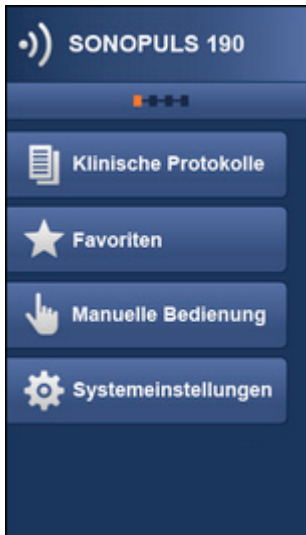 SONOPULS 190
Klinische Protokolle
Favoriten
Manuelle Bedienung
Systemeinstellungen